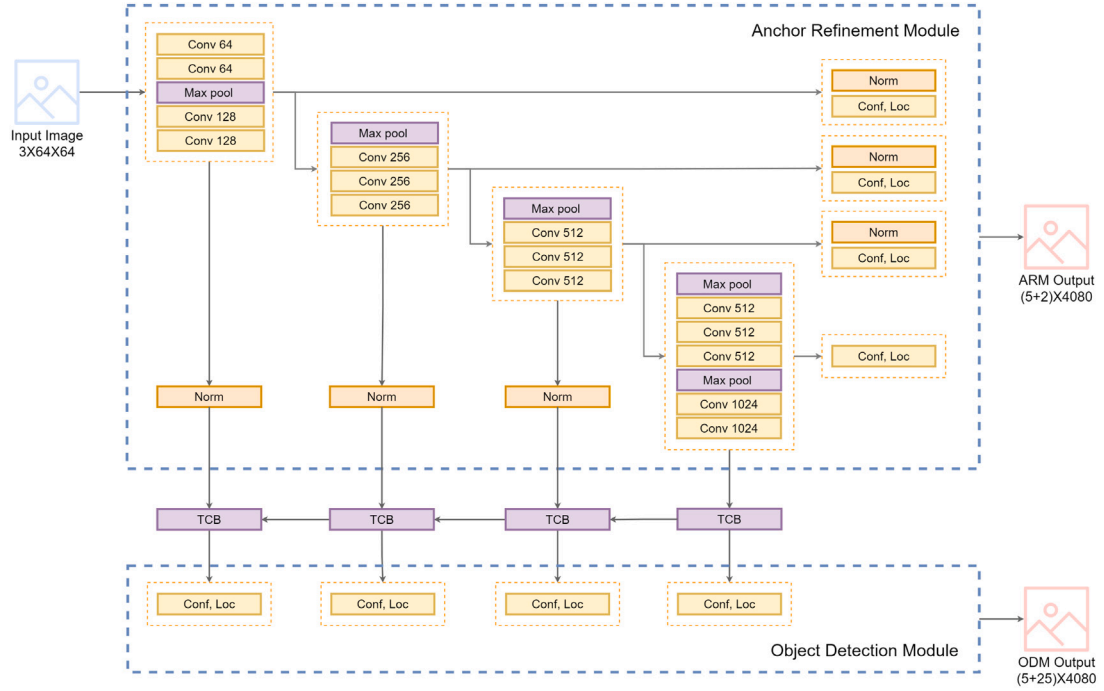 Anchor Refinement Module
Input Image
3X64X64
Conv 64
Conv 64
Max pool
Conv 128
Conv 128
Max pool
Conv 256
Conv 256
Conv 256
Max pool
Conv 512
Conv 512
Conv 512
Max pool
Conv 512
Conv 512
Conv 512
Max pool
Conv 1024
Conv 1024
Norm
Conf, Loc
Norm
Conf, Loc
Norm
Conf, Loc
Conf, Loc
ARM Output
(5+2)X4080
Norm
Norm
Norm
TCB
TCB
TCB
TCB
Conf, Loc
Conf, Loc
Conf, Loc
Conf, Loc
Object Detection Module
ODM Output
(5+25)X4080